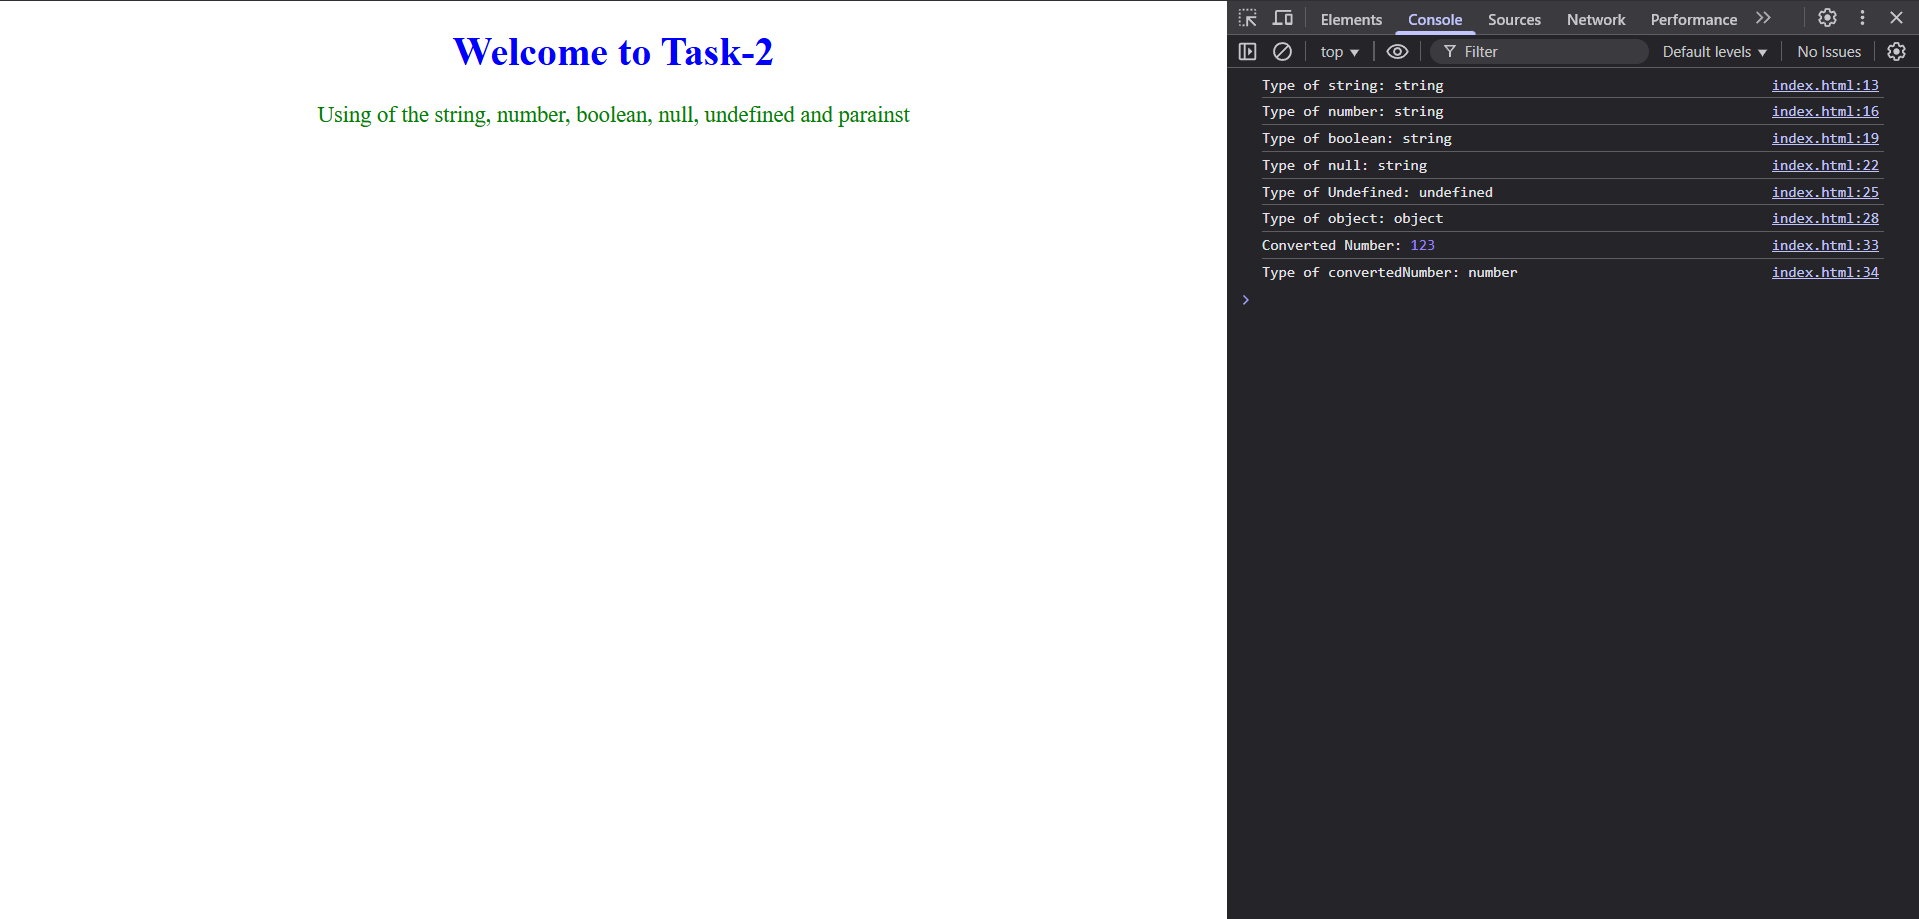 Welcome to Task-2
Using of the string, number, boolean, null, undefined and parainst
Elements Console Sources Network Performance
top Filter Default levels No Issues
Type of string: string index.html:13
Type of number: string index.html:16
Type of boolean: string index.html:19
Type of null: string index.html:22
Type of Undefined: undefined index.html:25
Type of object: object index.html:28
Converted Number: 123 index.html:33
Type of convertedNumber: number index.html:34